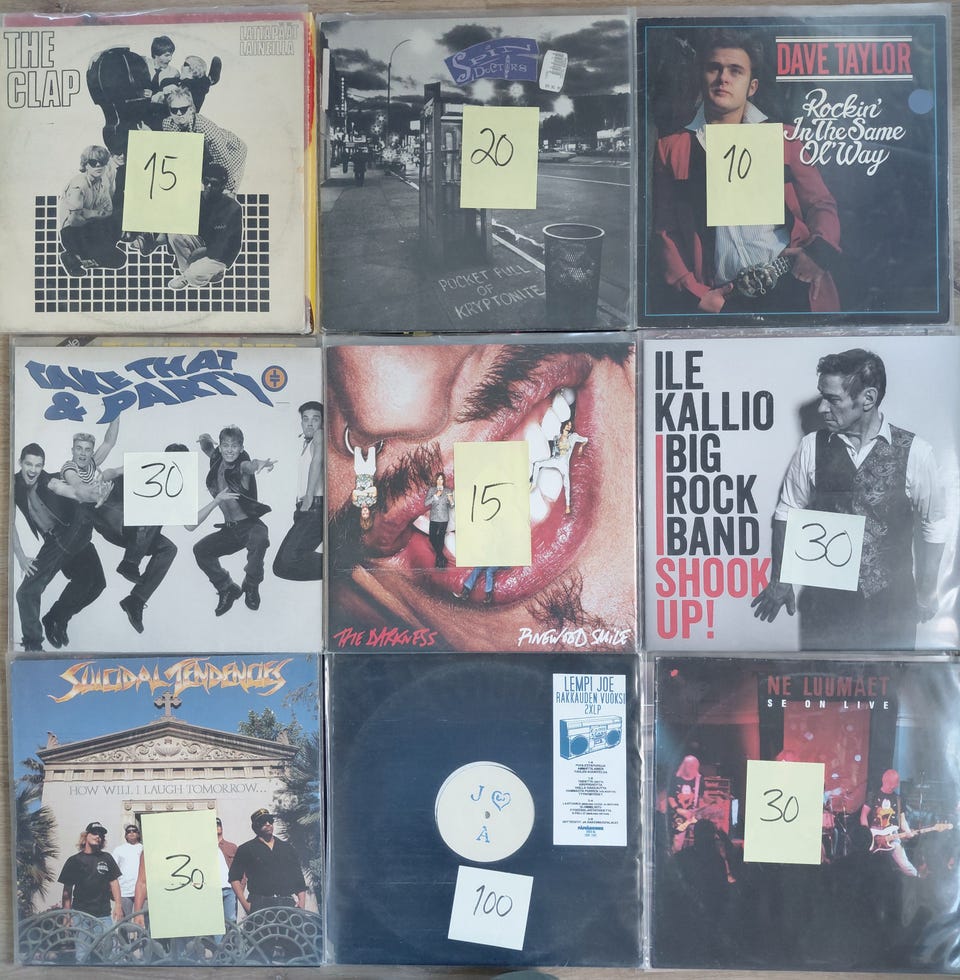 THE
CLAP
LATTAPÄÄT
LAINEILLA
15
SPIN
DOCTORS
20
POCKET FULL
OF
KRYPTONITE
DAVE TAYLOR
Rockin'
In The Same
Ol' Way
10
TAKE THAT
& PARTY
30
15
THE DARKNESS
PINEWOOD SMILE
ILE
KALLIO
BIG
ROCK
BAND
SHOOK
UP!
30
SUICIDAL TENDENCIES
HOW WILL I LAUGH TOMORROW...
30
LEMPI JOE
RAKKAUDEN VUOKSI
2XLP
J
A
100
NE LUUMÄET
SE ON LIVE
30